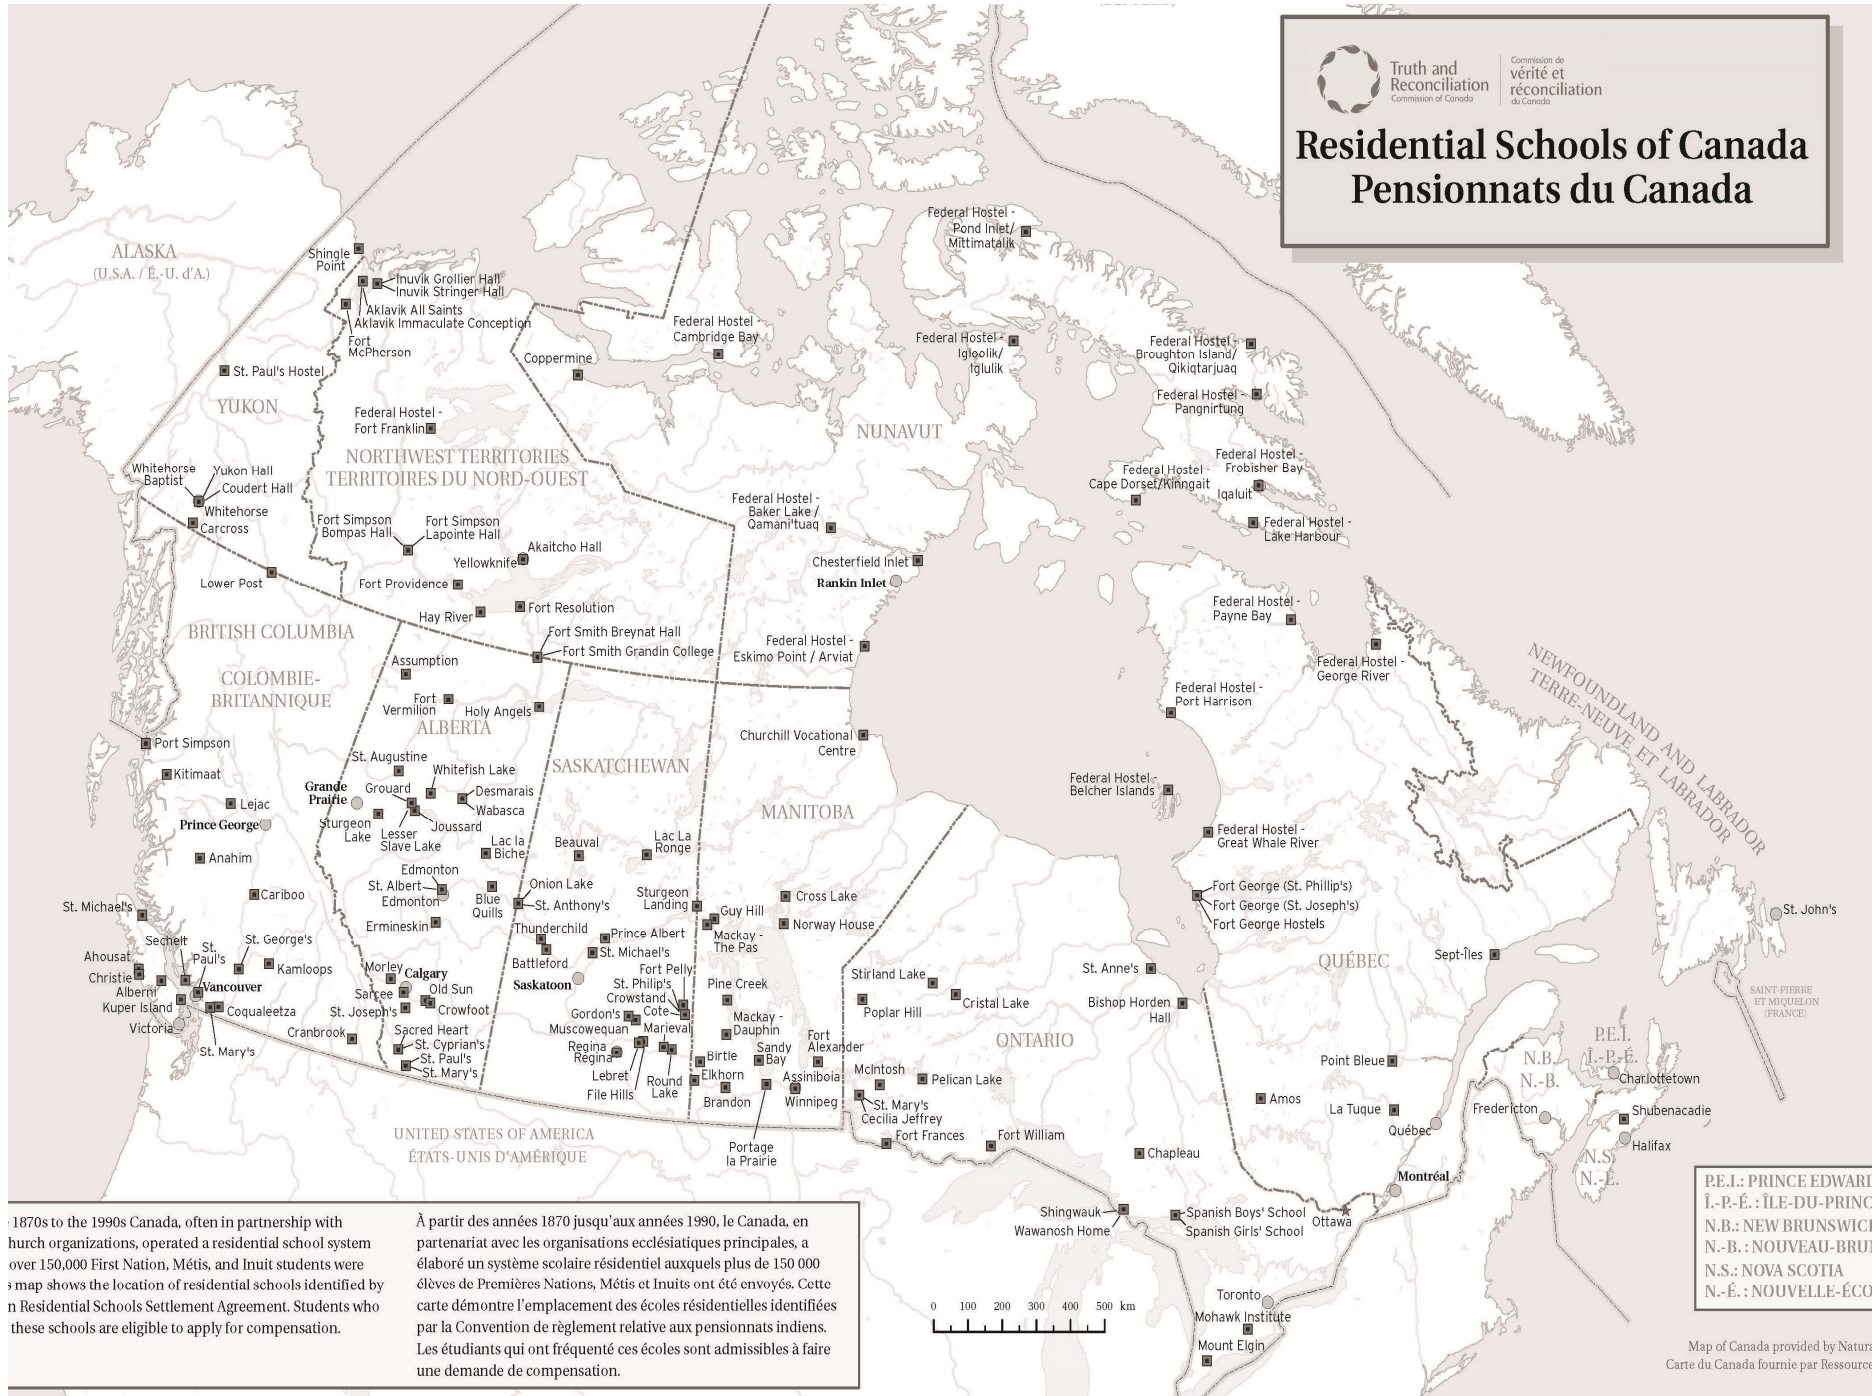 Truth and
Reconciliation
Commission of Canada
Commission de
vérité et
réconciliation
du Canada
Residential Schools of Canada
Pensionnats du Canada
ALASKA
(U.S.A. / É.-U. d'A.)
Shingle
Point
Inuvik Grollier Hall
Inuvik Stringer Hall
Aklavik All Saints
Aklavik Immaculate Conception
Fort
McPherson
St. Paul's Hostel
YUKON
Whitehorse
Baptist
Yukon Hall
Coudert Hall
Whitehorse
Carcross
Lower Post
Federal Hostel -
Fort Franklin
NORTHWEST TERRITORIES
TERRITOIRES DU NORD-OUEST
Fort Simpson
Bompas Hall
Fort Simpson
Lapointe Hall
Akaitcho Hall
Yellowknife
Fort Providence
Hay River
Fort Resolution
Fort Smith Breynat Hall
Fort Smith Grandin College
Coppermine
Federal Hostel -
Cambridge Bay
Federal Hostel -
Pond Inlet/
Mittimatalik
Federal Hostel -
Igloolik/
Iglulik
Federal Hostel -
Broughton Island/
Qikiqtarjuaq
Federal Hostel -
Pangnirtung
NUNAVUT
Federal Hostel -
Frobisher Bay
Federal Hostel -
Cape Dorset/Kinngait
Iqaluit
Federal Hostel -
Lake Harbour
Federal Hostel -
Baker Lake /
Qamani'tuaq
Chesterfield Inlet
Rankin Inlet
Federal Hostel -
Eskimo Point / Arviat
BRITISH COLUMBIA
COLOMBIE-
BRITANNIQUE
Port Simpson
Kitimaat
Lejac
Prince George
Anahim
Cariboo
St. Michael's
Sechelt
St.
Paul's
St. George's
Kamloops
Ahousat
Christie
Alberni
Kuper Island
Victoria
Vancouver
Coqualeetza
St. Mary's
Cranbrook
Assumption
Fort
Vermilion
Holy Angels
ALBERTA
St. Augustine
Whitefish Lake
Grande
Prairie
Grouard
Desmarais
Wabasca
Sturgeon
Lake
Lesser
Slave Lake
Joussard
Lac la
Biche
Edmonton
St. Albert
Edmonton
Blue
Quills
Ermineskin
Morley
Calgary
Sarcee
Old Sun
St. Joseph's
Crowfoot
Sacred Heart
St. Cyprian's
St. Paul's
St. Mary's
SASKATCHEWAN
Beauval
Lac La
Ronge
Onion Lake
St. Anthony's
Sturgeon
Landing
Thunderchild
Prince Albert
Battleford
St. Michael's
Saskatoon
Fort Pelly
St. Philip's
Crowstand
Cote
Gordon's
Muscowequan
Marieval
Regina
Regina
Lebret
File Hills
Round
Lake
MANITOBA
Churchill Vocational
Centre
Cross Lake
Guy Hill
Norway House
Mackay -
The Pas
Pine Creek
Mackay -
Dauphin
Fort
Alexander
Sandy
Bay
Birtle
Elkhorn
Assiniboia
Brandon
Winnipeg
Portage
la Prairie
ONTARIO
Stirland Lake
Cristal Lake
Poplar Hill
McIntosh
Pelican Lake
St. Mary's
Cecilia Jeffrey
Fort Frances
Fort William
St. Anne's
Bishop Horden
Hall
Chapleau
Shingwauk
Wawanosh Home
Spanish Boys' School
Spanish Girls' School
Ottawa
Toronto
Mohawk Institute
Mount Elgin
Federal Hostel -
Payne Bay
Federal Hostel -
George River
Federal Hostel -
Port Harrison
Federal Hostel -
Belcher Islands
Federal Hostel -
Great Whale River
Fort George (St. Phillip's)
Fort George (St. Joseph's)
Fort George Hostels
QUÉBEC
Sept-Îles
Point Bleue
Amos
La Tuque
Québec
Montréal
NEWFOUNDLAND AND LABRADOR
TERRE-NEUVE ET LABRADOR
St. John's
SAINT-PIERRE
ET MIQUELON
(FRANCE)
P.E.I.
Î.-P.-É.
N.B.
N.-B.
Charlottetown
Fredericton
Shubenacadie
Halifax
N.S.
N.-É.
UNITED STATES OF AMERICA
ÉTATS-UNIS D'AMÉRIQUE
1870s to the 1990s Canada, often in partnership with
hurch organizations, operated a residential school system
over 150,000 First Nation, Métis, and Inuit students were
s map shows the location of residential schools identified by
n Residential Schools Settlement Agreement. Students who
these schools are eligible to apply for compensation.
À partir des années 1870 jusqu'aux années 1990, le Canada, en
partenariat avec les organisations ecclésiatiques principales, a
élaboré un système scolaire résidentiel auxquels plus de 150 000
élèves de Premières Nations, Métis et Inuits ont été envoyés. Cette
carte démontre l'emplacement des écoles résidentielles identifiées
par la Convention de règlement relative aux pensionnats indiens.
Les étudiants qui ont fréquenté ces écoles sont admissibles à faire
une demande de compensation.
0 100 200 300 400 500 km
P.E.I.: PRINCE EDWARD
Î.-P.-É. : ÎLE-DU-PRINC
N.B.: NEW BRUNSWIC
N.-B. : NOUVEAU-BRU
N.S.: NOVA SCOTIA
N.-É. : NOUVELLE-ÉCO
Map of Canada provided by Natura
Carte du Canada fournie par Ressource